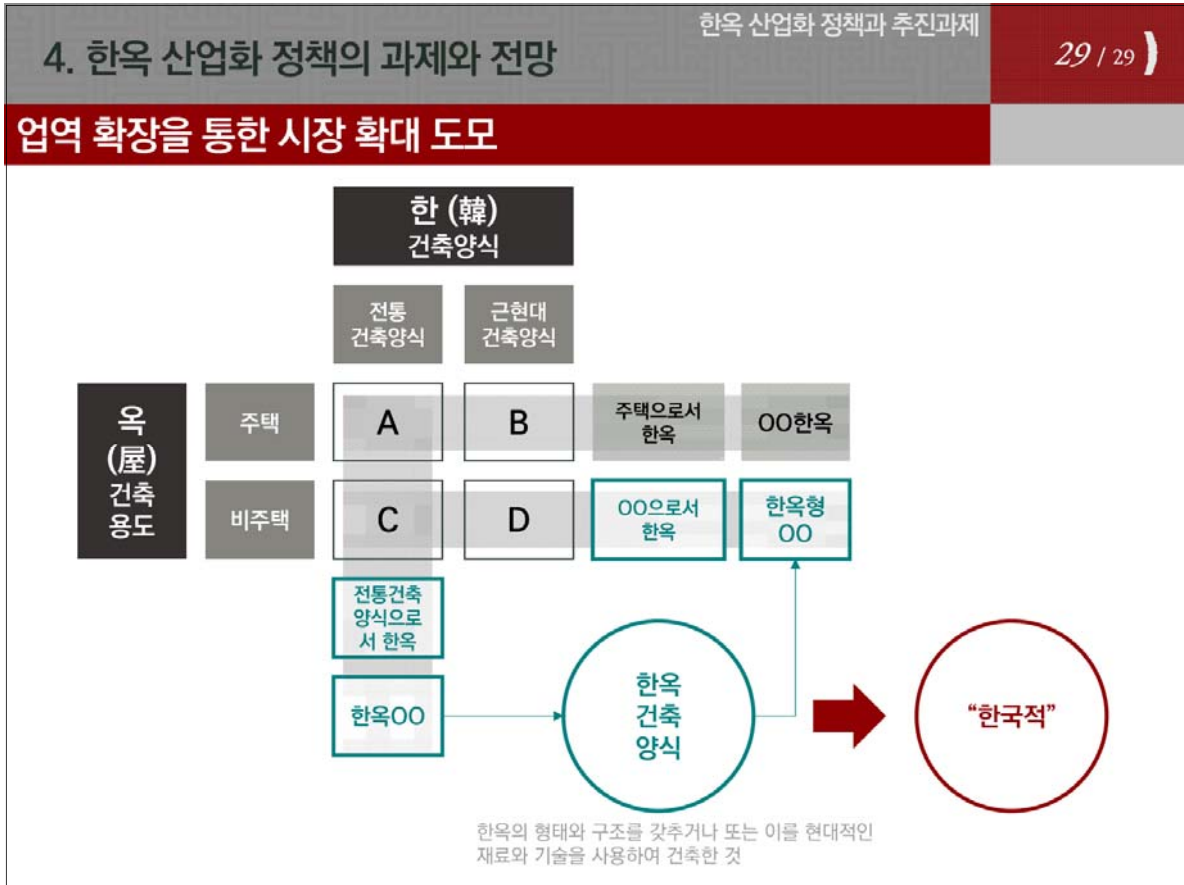 한옥 산업화 정책과 추진과제
4. 한옥 산업화 정책의 과제와 전망
29 / 29
업역 확장을 통한 시장 확대 도모
한 (韓)
건축양식
전통
건축양식
근현대
건축양식
옥
(屋)
건축
용도
주택
A
B
주택으로서
한옥
OO한옥
비주택
C
D
OO으로서
한옥
한옥형
OO
전통건축
양식으로
서 한옥
한옥OO
한옥
건축
양식
“한국적”
한옥의 형태와 구조를 갖추거나 또는 이를 현대적인
재료와 기술을 사용하여 건축한 것